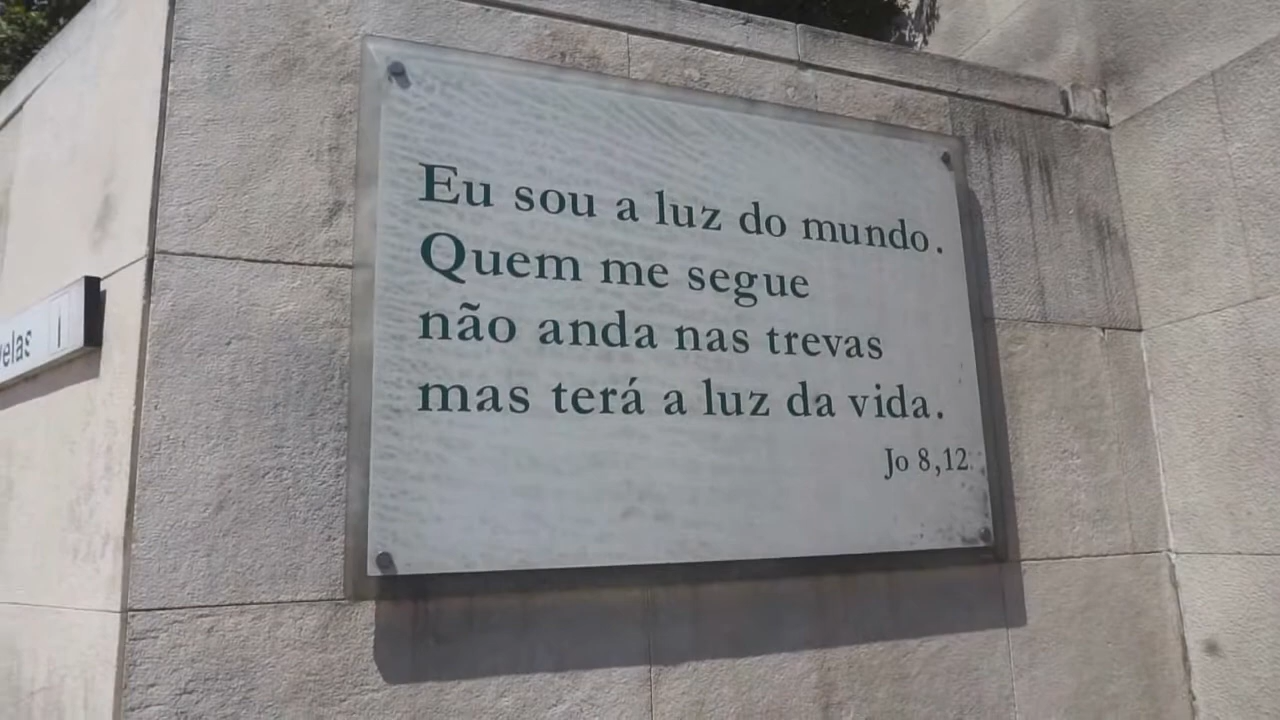 Eu sou a luz do mundo.
Quem me segue
não anda nas trevas
mas terá a luz da vida.
Jo 8,12